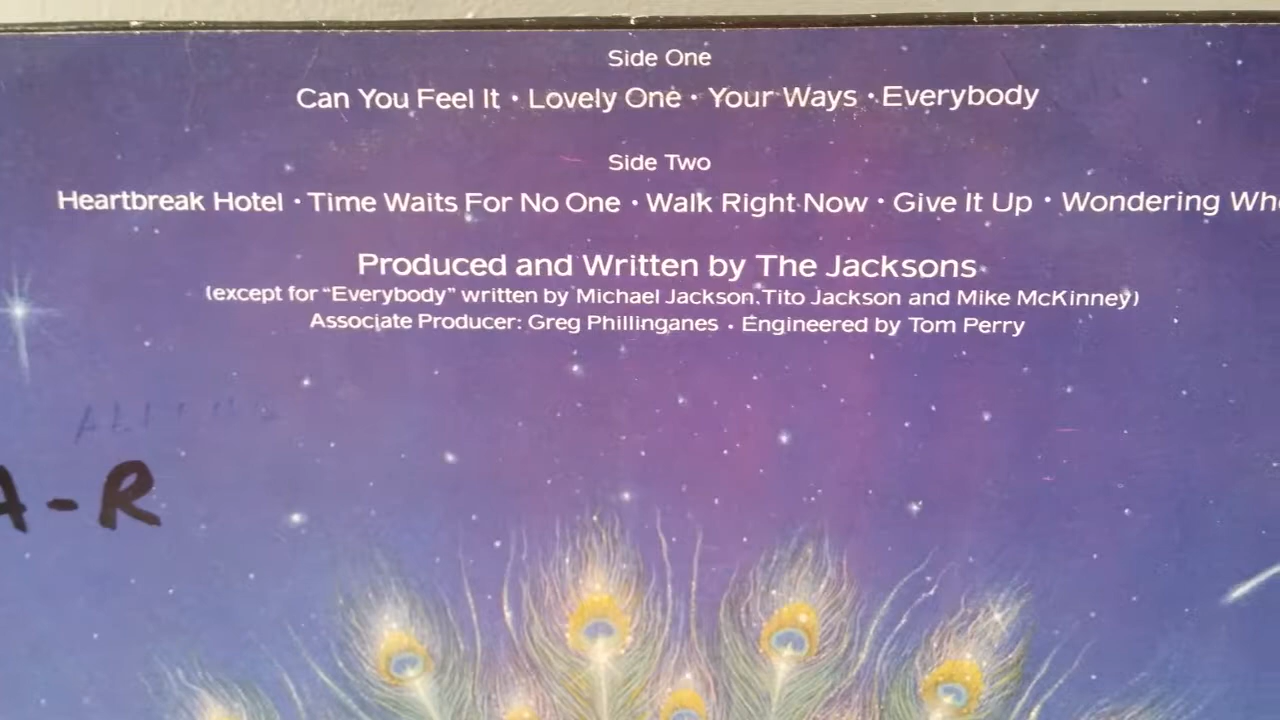 Side One
Can You Feel It · Lovely One · Your Ways · Everybody
Side Two
Heartbreak Hotel · Time Waits For No One · Walk Right Now · Give It Up · Wondering Wh
Produced and Written by The Jacksons
(except for “Everybody” written by Michael Jackson, Tito Jackson and Mike McKinney)
Associate Producer: Greg Phillinganes · Engineered by Tom Perry
A-R